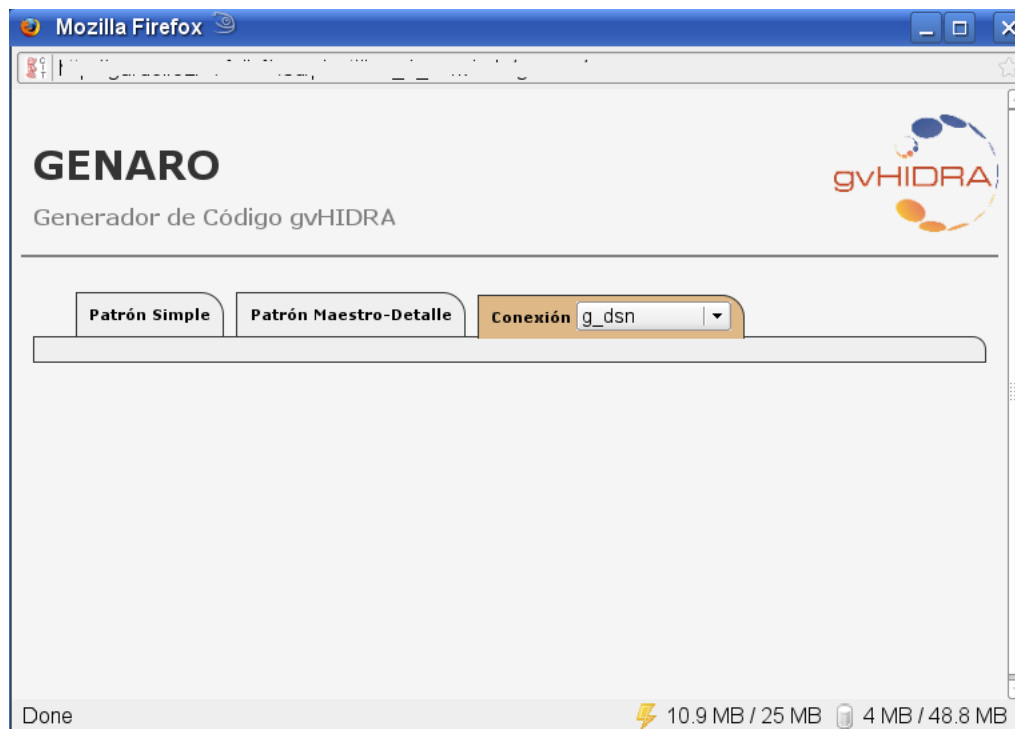 Mozilla Firefox
GENARO
gvHIDRA
Generador de Código gvHIDRA
Patrón Simple
Patrón Maestro-Detalle
Conexión g_dsn
Done
10.9 MB / 25 MB
4 MB / 48.8 MB